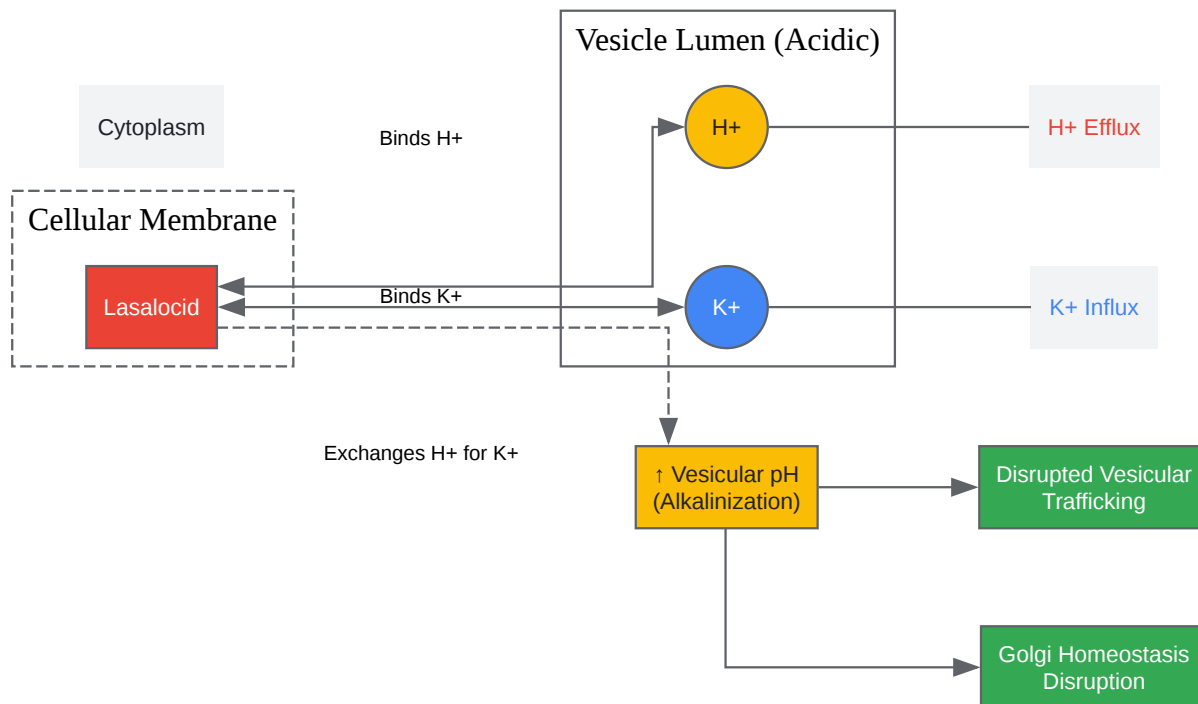 Vesicle Lumen (Acidic)
Cytoplasm
Binds H+
H+
H+ Efflux
Cellular Membrane
Lasalocid
Binds K+
K+
K+ Influx
Exchanges H+ for K+
↑ Vesicular pH
(Alkalinization)
Disrupted Vesicular
Trafficking
Golgi Homeostasis
Disruption